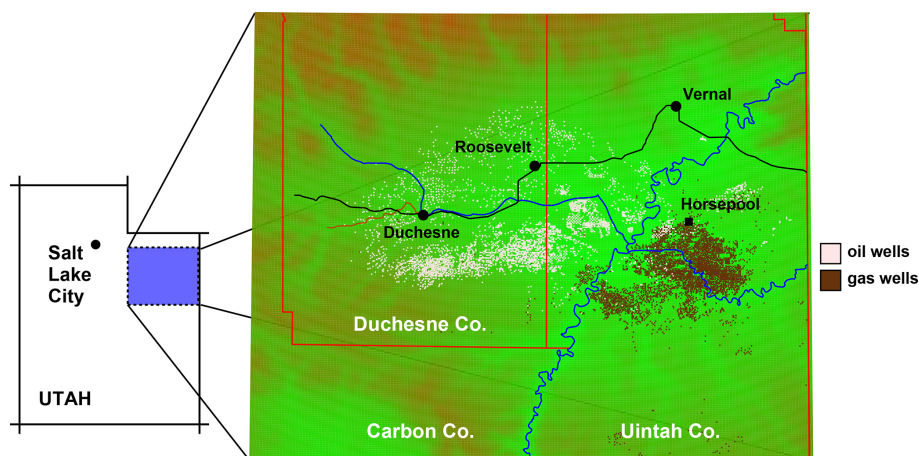 Salt
Lake
City
UTAH
Vernal
Roosevelt
Horsepool
Duchesne
Duchesne Co.
Carbon Co.
Uintah Co.
oil wells
gas wells